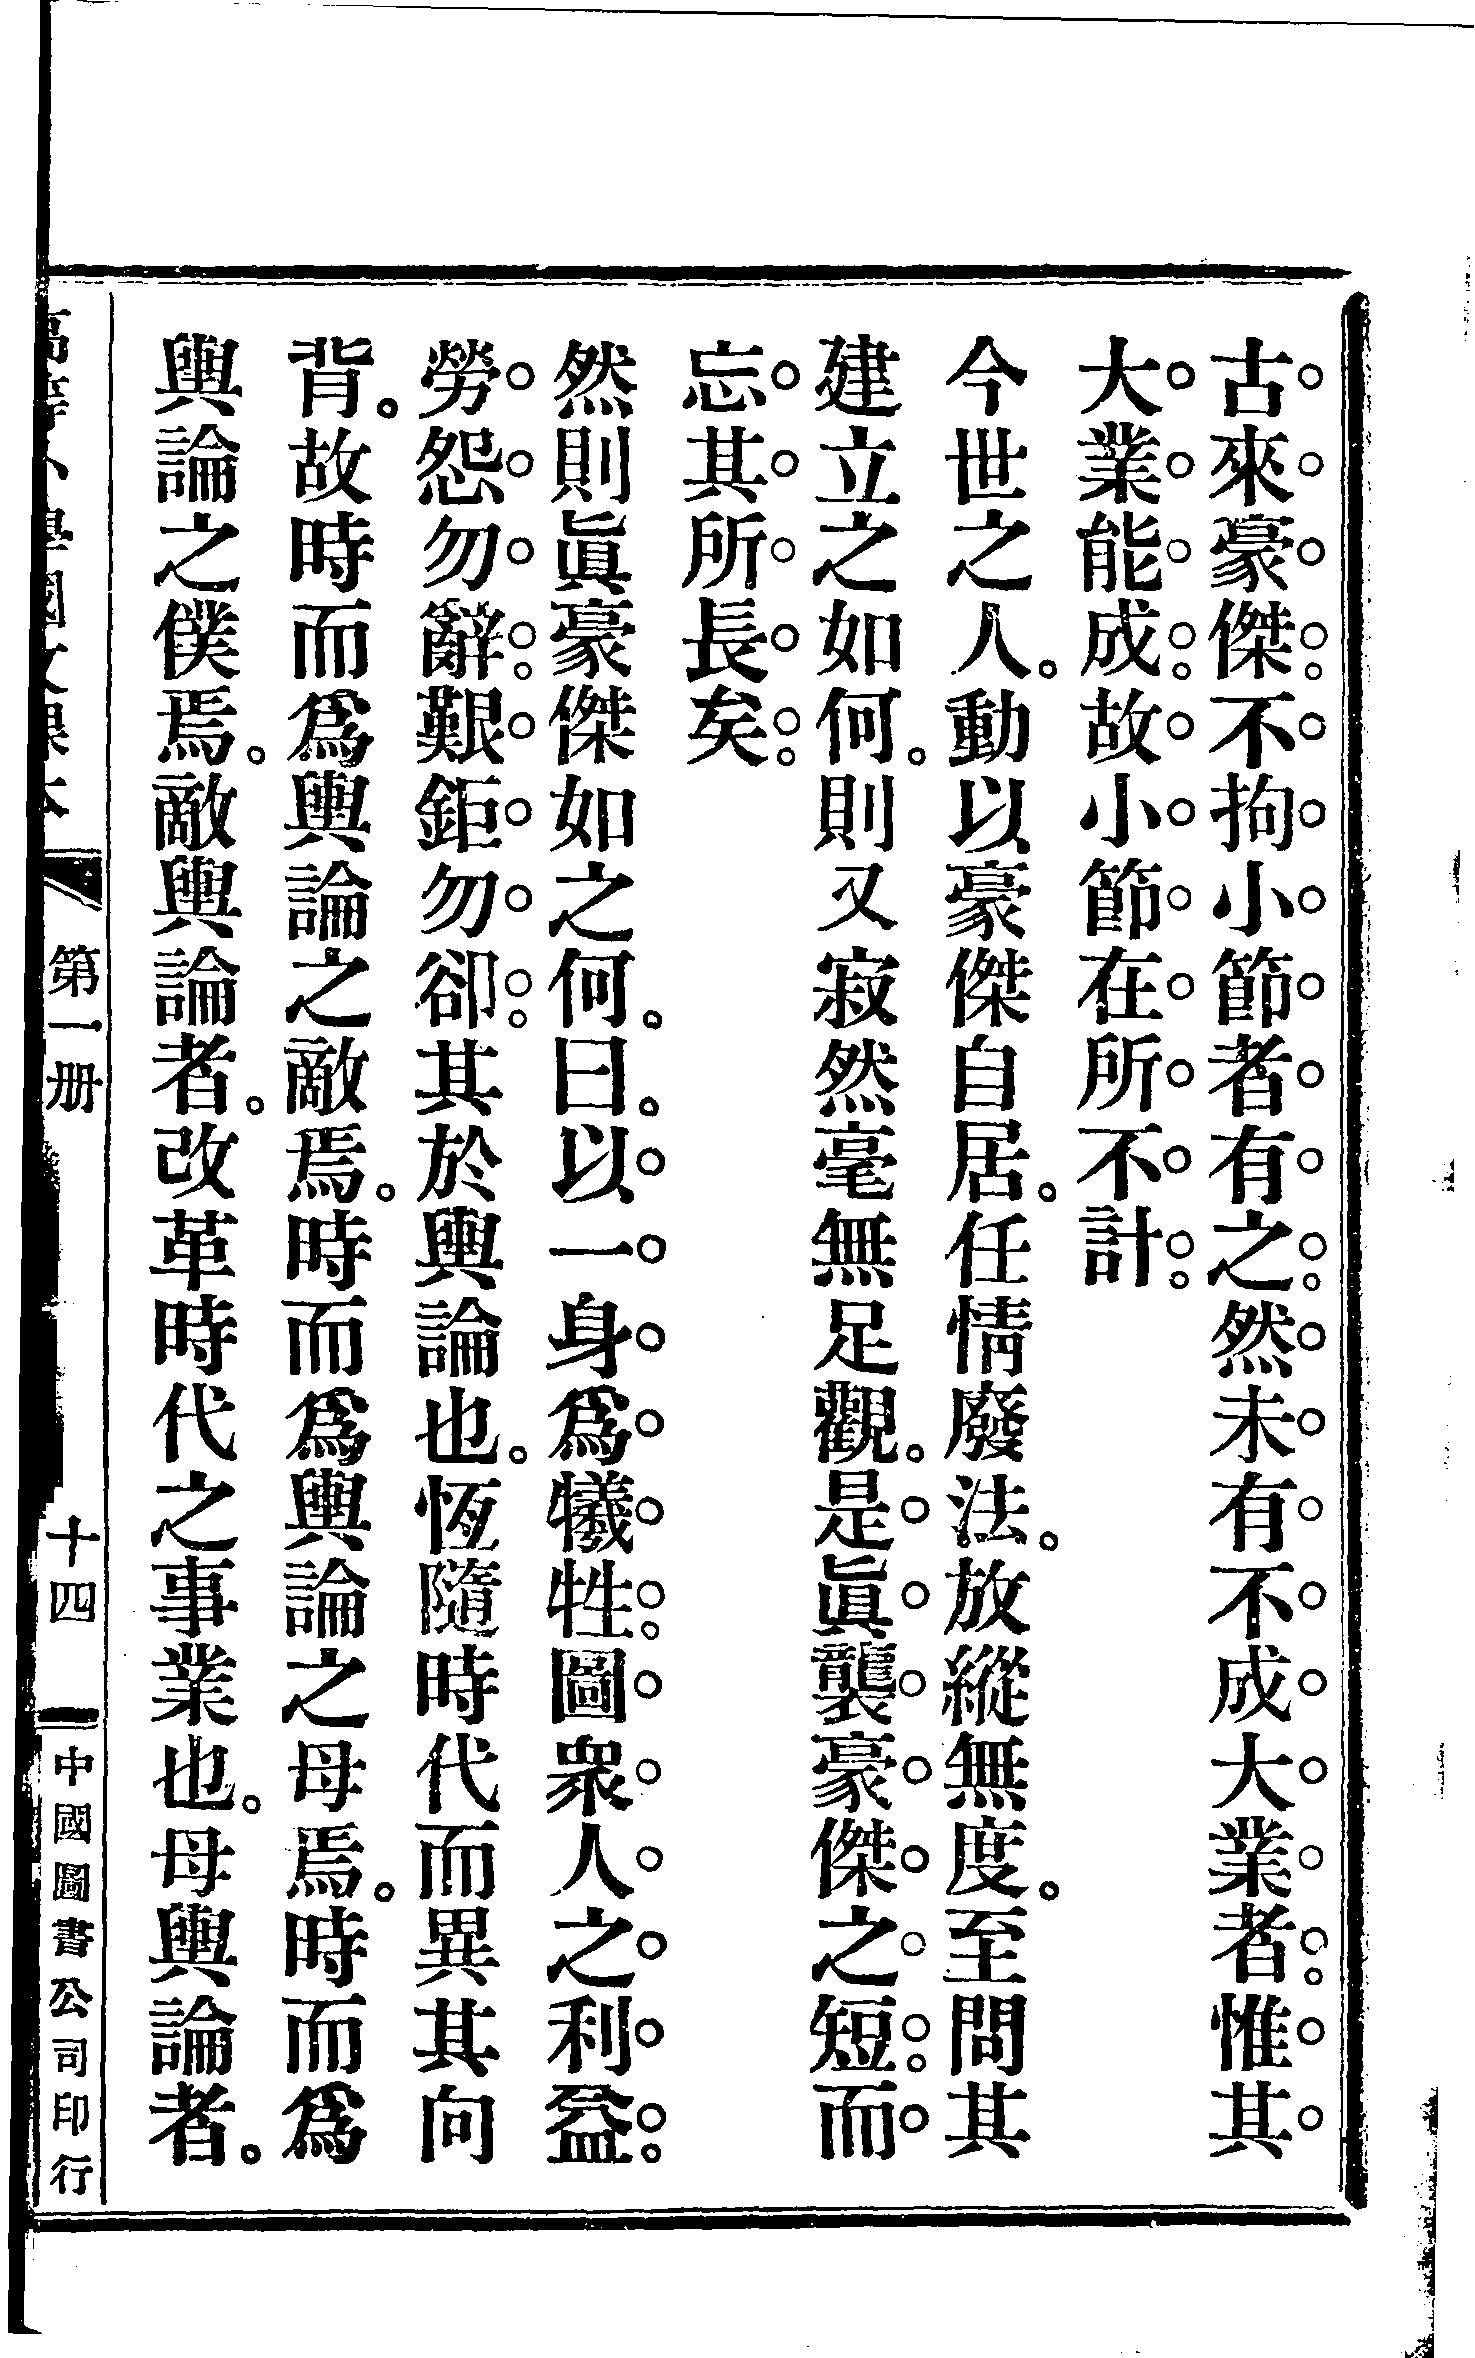 古來豪傑不拘小節者有之。然未有不成大業者。惟其
大業能成。故小節在所不計。
今世之人。動以豪傑自居。任情廢法。放縱無度。至問其
建立之如何。則又寂然毫無足觀。是眞襲豪傑之短。而
忘其所長矣。
然則眞豪傑如之何。曰。以一身爲犧牲。圖衆人之利益。
勞怨勿辭。艱鉅勿卻。其於輿論也。恆隨時代而異其向
背。故時而爲輿論之敵焉。時而爲輿論之母焉。時而爲
輿論之僕焉。敵輿論者。改革時代之事業也。母輿論者。
高等小學國文課本 第一册 十四 中國圖書公司印行